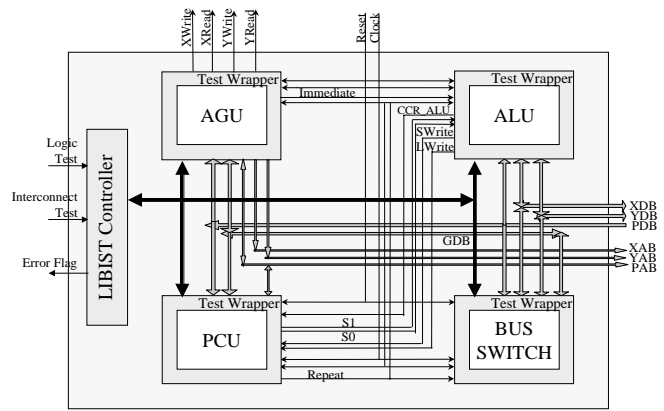 XWrite
XRead
YWrite
YRead
Reset
Clock
Test Wrapper
AGU
Immediate
Test Wrapper
ALU
CCR_ALU
SWrite
LWrite
Logic
Test
Interconnect
Test
Error Flag
LIBIST Controller
XDB
YDB
PDB
GDB
XAB
YAB
PAB
Test Wrapper
PCU
S1
S0
Repeat
Test Wrapper
BUS
SWITCH